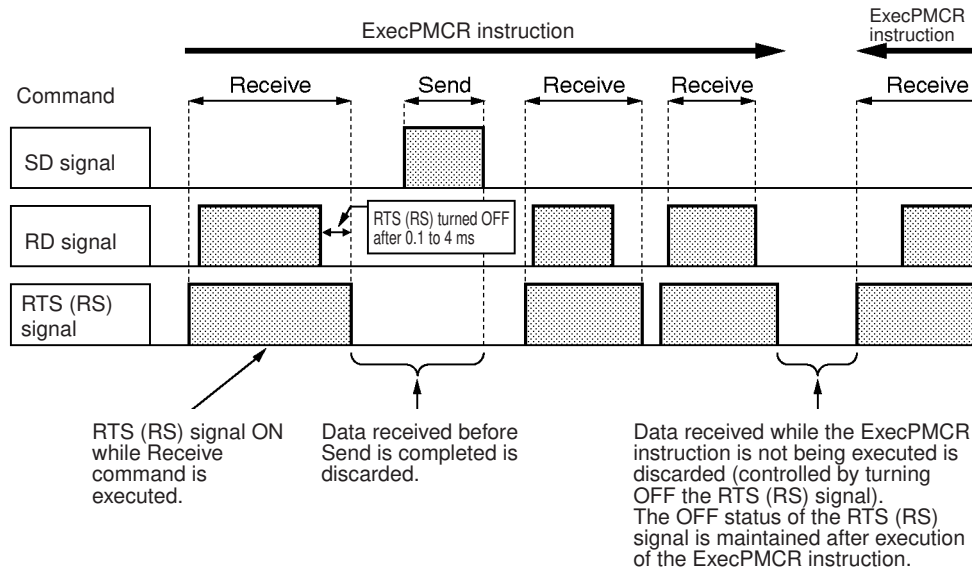 ExecPMCR instruction
ExecPMCR
instruction
Command
Receive
Send
Receive
Receive
Receive
SD signal
RD signal
RTS (RS) turned OFF
after 0.1 to 4 ms
RTS (RS)
signal
RTS (RS) signal ON
while Receive
command is
executed.
Data received before
Send is completed is
discarded.
Data received while the ExecPMCR
instruction is not being executed is
discarded (controlled by turning
OFF the RTS (RS) signal).
The OFF status of the RTS (RS)
signal is maintained after execution
of the ExecPMCR instruction.